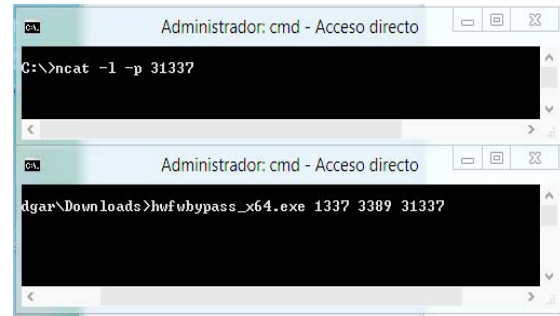 Administrador: cmd - Acceso directo
C:\>ncat -l -p 31337
Administrador: cmd - Acceso directo
dgar\Downloads>hwfwbypass_x64.exe 1337 3389 31337